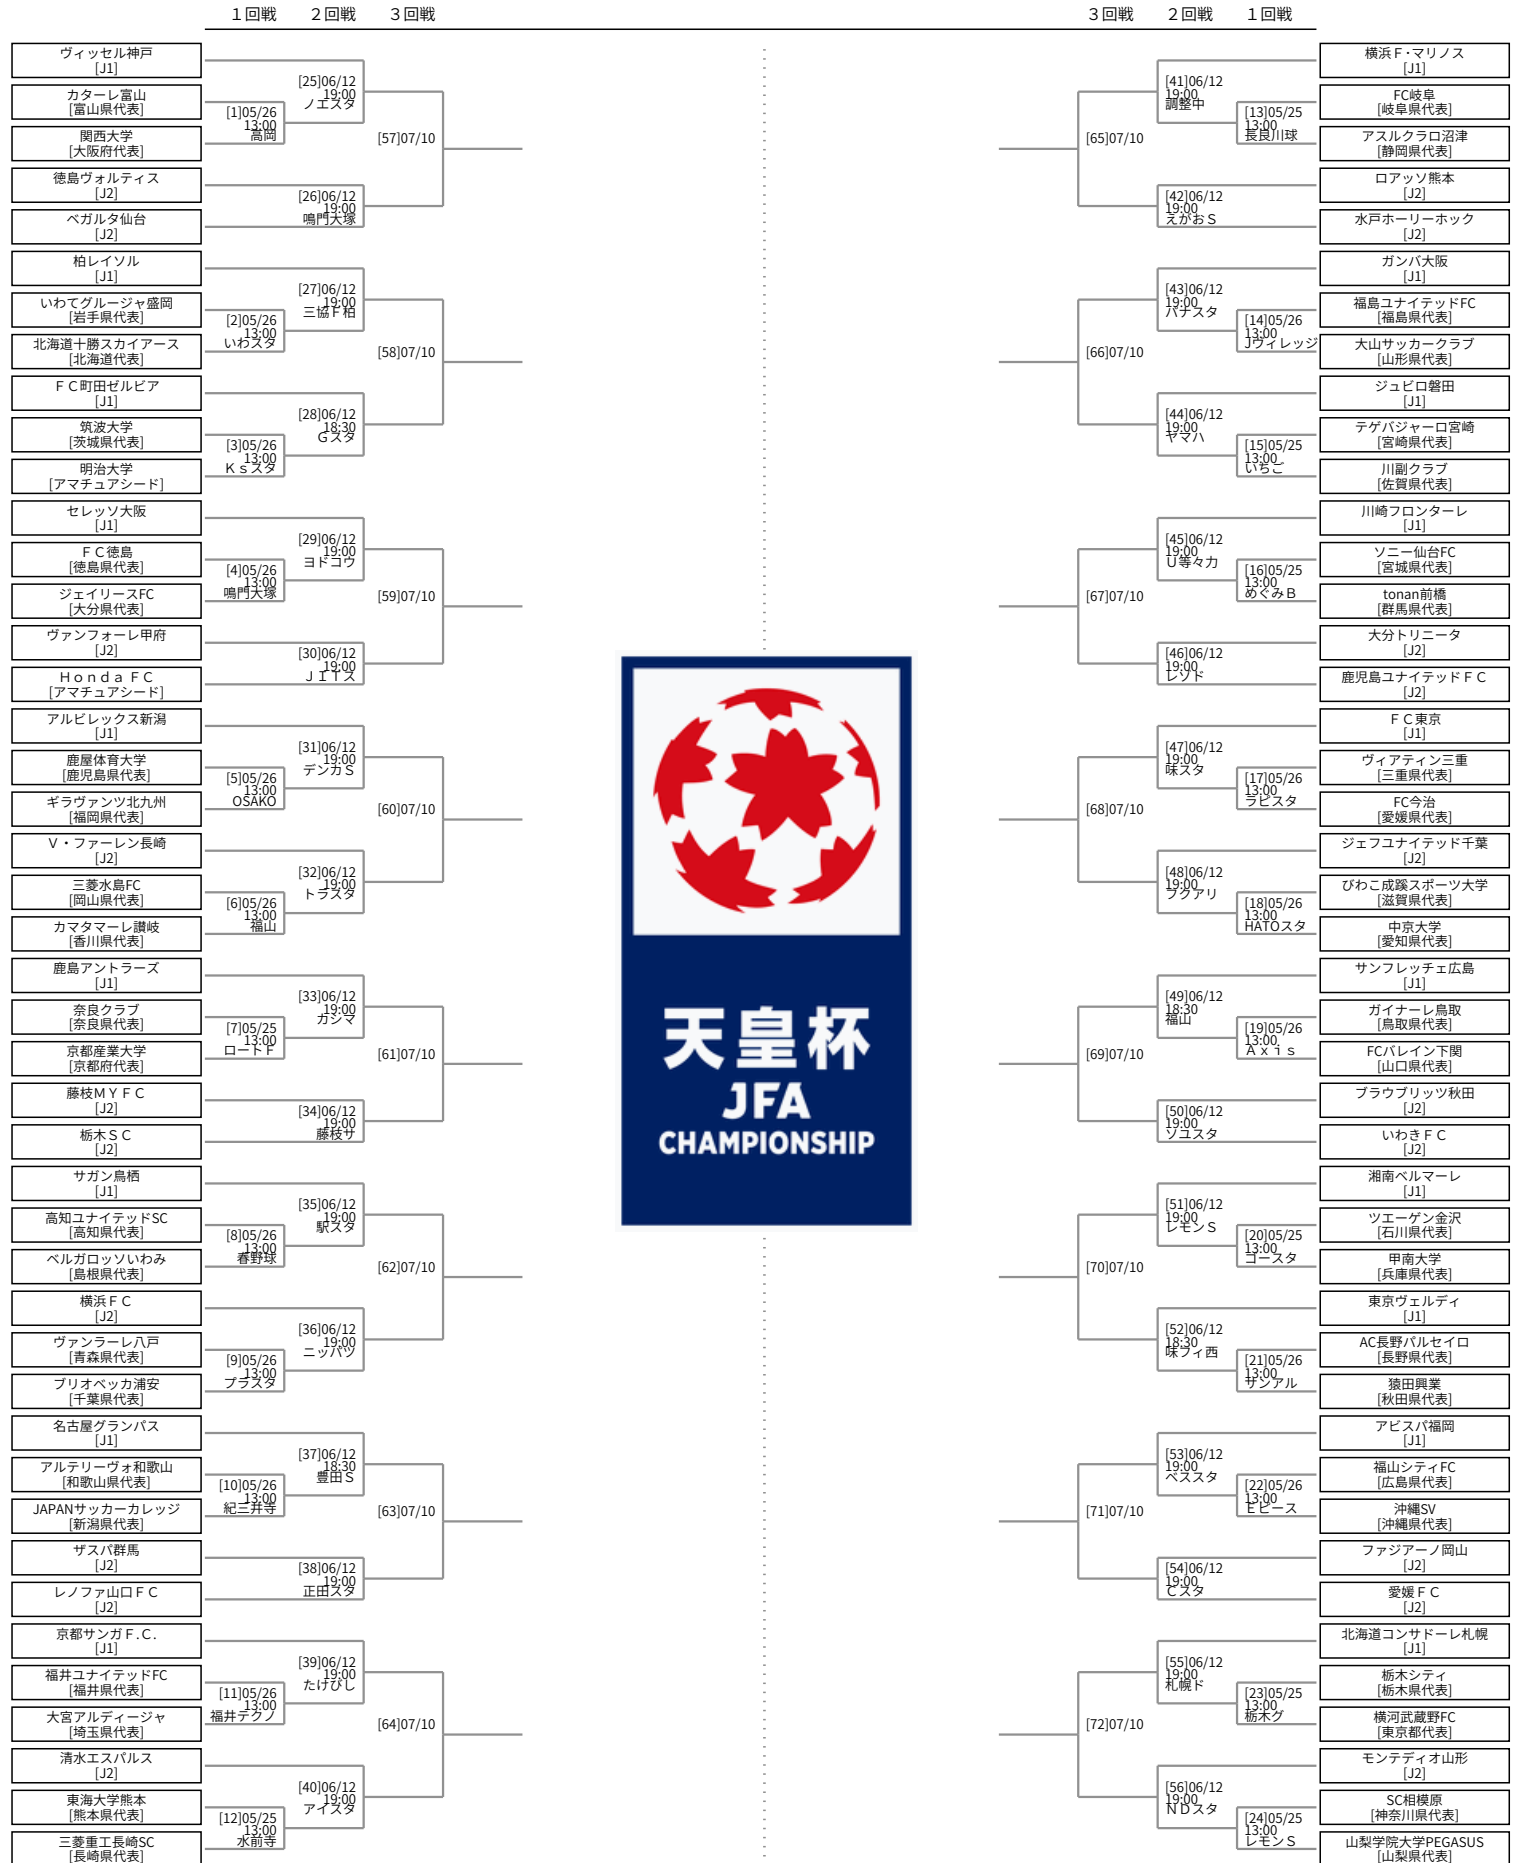 １回戦
２回戦
３回戦
３回戦
２回戦
１回戦
ヴィッセル神戸
[J1]
カターレ富山
[富山県代表]
関西大学
[大阪府代表]
徳島ヴォルティス
[J2]
ベガルタ仙台
[J2]
柏レイソル
[J1]
いわてグルージャ盛岡
[岩手県代表]
北海道十勝スカイアース
[北海道代表]
ＦＣ町田ゼルビア
[J1]
筑波大学
[茨城県代表]
明治大学
[アマチュアシード]
セレッソ大阪
[J1]
ＦＣ徳島
[徳島県代表]
ジェイリースFC
[大分県代表]
ヴァンフォーレ甲府
[J2]
Ｈｏｎｄａ ＦＣ
[アマチュアシード]
アルビレックス新潟
[J1]
鹿屋体育大学
[鹿児島県代表]
ギラヴァンツ北九州
[福岡県代表]
Ｖ・ファーレン長崎
[J2]
三菱水島FC
[岡山県代表]
カマタマーレ讃岐
[香川県代表]
鹿島アントラーズ
[J1]
奈良クラブ
[奈良県代表]
京都産業大学
[京都府代表]
藤枝ＭＹＦＣ
[J2]
栃木ＳＣ
[J2]
サガン鳥栖
[J1]
高知ユナイテッドSC
[高知県代表]
ベルガロッソいわみ
[島根県代表]
横浜ＦＣ
[J2]
ヴァンラーレ八戸
[青森県代表]
ブリオベッカ浦安
[千葉県代表]
名古屋グランパス
[J1]
アルテリーヴォ和歌山
[和歌山県代表]
JAPANサッカーカレッジ
[新潟県代表]
ザスパ群馬
[J2]
レノファ山口ＦＣ
[J2]
京都サンガＦ.Ｃ.
[J1]
福井ユナイテッドFC
[福井県代表]
大宮アルディージャ
[埼玉県代表]
清水エスパルス
[J2]
東海大学熊本
[熊本県代表]
三菱重工長崎SC
[長崎県代表]
[1]05/26
13:00
高岡
[2]05/26
13:00
いわスタ
[3]05/26
13:00
Ｋｓスタ
[4]05/26
13:00
鳴門大塚
[5]05/26
13:00
OSAKO
[6]05/26
13:00
福山
[7]05/25
13:00
ロートＦ
[8]05/26
13:00
春野球
[9]05/26
13:00
プラスタ
[10]05/26
13:00
紀三井寺
[11]05/26
13:00
福井テクノ
[12]05/25
13:00
水前寺
[25]06/12
19:00
ノエスタ
[26]06/12
19:00
鳴門大塚
[27]06/12
19:00
三協Ｆ柏
[28]06/12
18:30
Ｇスタ
[29]06/12
19:00
ヨドコウ
[30]06/12
19:00
ＪＩＴス
[31]06/12
19:00
デンカＳ
[32]06/12
19:00
トラスタ
[33]06/12
19:00
カシマ
[34]06/12
19:00
藤枝サ
[35]06/12
19:00
駅スタ
[36]06/12
19:00
ニッパツ
[37]06/12
18:30
豊田Ｓ
[38]06/12
19:00
正田スタ
[39]06/12
19:00
たけびし
[40]06/12
19:00
アイスタ
[57]07/10
[58]07/10
[59]07/10
[60]07/10
[61]07/10
[62]07/10
[63]07/10
[64]07/10
天皇杯
JFA
CHAMPIONSHIP
[65]07/10
[66]07/10
[67]07/10
[68]07/10
[69]07/10
[70]07/10
[71]07/10
[72]07/10
[41]06/12
19:00
調整中
[42]06/12
19:00
えがおＳ
[43]06/12
19:00
パナスタ
[44]06/12
19:00
ヤマハ
[45]06/12
19:00
Ｕ等々力
[46]06/12
19:00
レゾド
[47]06/12
19:00
味スタ
[48]06/12
19:00
フクアリ
[49]06/12
18:30
福山
[50]06/12
19:00
ソユスタ
[51]06/12
19:00
レモンＳ
[52]06/12
18:30
味フィ西
[53]06/12
19:00
ベススタ
[54]06/12
19:00
Ｃスタ
[55]06/12
19:00
札幌ド
[56]06/12
19:00
ＮＤスタ
[13]05/25
13:00
長良川球
[14]05/26
13:00
Jヴィレッジ
[15]05/25
13:00
いちご
[16]05/25
13:00
めぐみＢ
[17]05/26
13:00
ラピスタ
[18]05/26
13:00
HATOスタ
[19]05/26
13:00
Ａｘｉｓ
[20]05/25
13:00
ゴースタ
[21]05/26
13:00
サンアル
[22]05/26
13:00
Ｅピース
[23]05/25
13:00
栃木グ
[24]05/25
13:00
レモンＳ
横浜Ｆ･マリノス
[J1]
FC岐阜
[岐阜県代表]
アスルクラロ沼津
[静岡県代表]
ロアッソ熊本
[J2]
水戸ホーリーホック
[J2]
ガンバ大阪
[J1]
福島ユナイテッドFC
[福島県代表]
大山サッカークラブ
[山形県代表]
ジュビロ磐田
[J1]
テゲバジャーロ宮崎
[宮崎県代表]
川副クラブ
[佐賀県代表]
川崎フロンターレ
[J1]
ソニー仙台FC
[宮城県代表]
tonan前橋
[群馬県代表]
大分トリニータ
[J2]
鹿児島ユナイテッドＦＣ
[J2]
ＦＣ東京
[J1]
ヴィアティン三重
[三重県代表]
FC今治
[愛媛県代表]
ジェフユナイテッド千葉
[J2]
びわこ成蹊スポーツ大学
[滋賀県代表]
中京大学
[愛知県代表]
サンフレッチェ広島
[J1]
ガイナーレ鳥取
[鳥取県代表]
FCバレイン下関
[山口県代表]
ブラウブリッツ秋田
[J2]
いわきＦＣ
[J2]
湘南ベルマーレ
[J1]
ツエーゲン金沢
[石川県代表]
甲南大学
[兵庫県代表]
東京ヴェルディ
[J1]
AC長野パルセイロ
[長野県代表]
猿田興業
[秋田県代表]
アビスパ福岡
[J1]
福山シティFC
[広島県代表]
沖縄SV
[沖縄県代表]
ファジアーノ岡山
[J2]
愛媛ＦＣ
[J2]
北海道コンサドーレ札幌
[J1]
栃木シティ
[栃木県代表]
横河武蔵野FC
[東京都代表]
モンテディオ山形
[J2]
SC相模原
[神奈川県代表]
山梨学院大学PEGASUS
[山梨県代表]